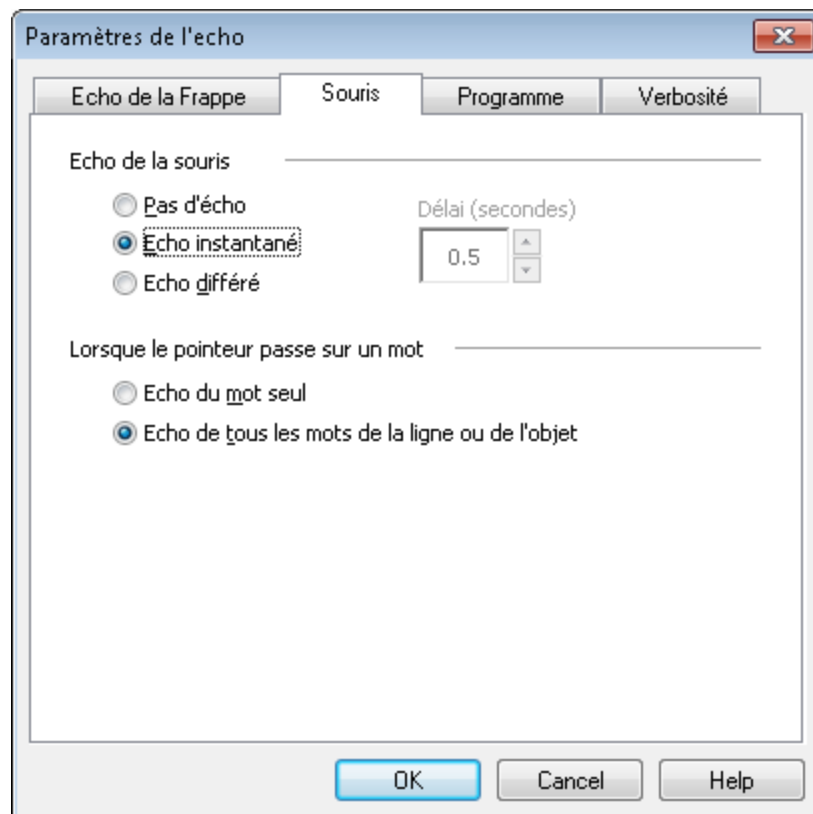 Paramètres de l'echo
Echo de la Frappe Souris Programme Verbosité
Echo de la souris
Pas d'écho Délai (secondes)
Echo instantané 0.5
Echo différé
Lorsque le pointeur passe sur un mot
Echo du mot seul
Echo de tous les mots de la ligne ou de l'objet
OK Cancel Help